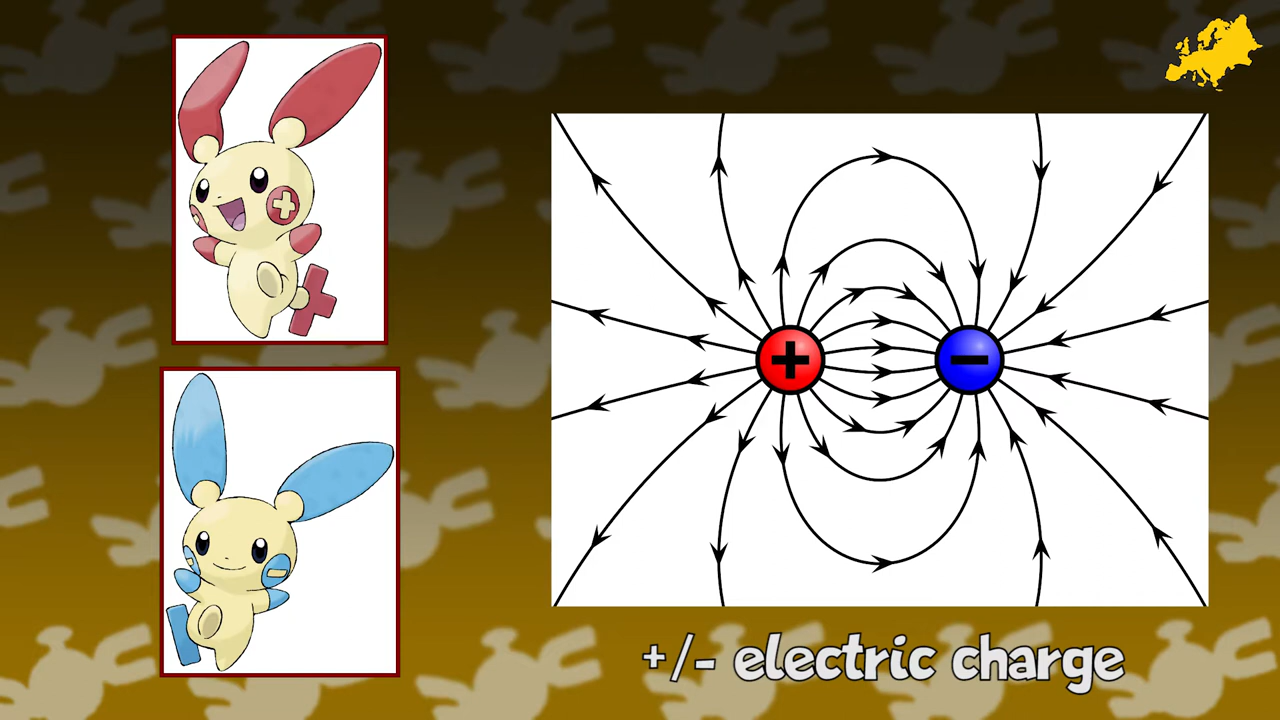 +
−
+/- electric charge